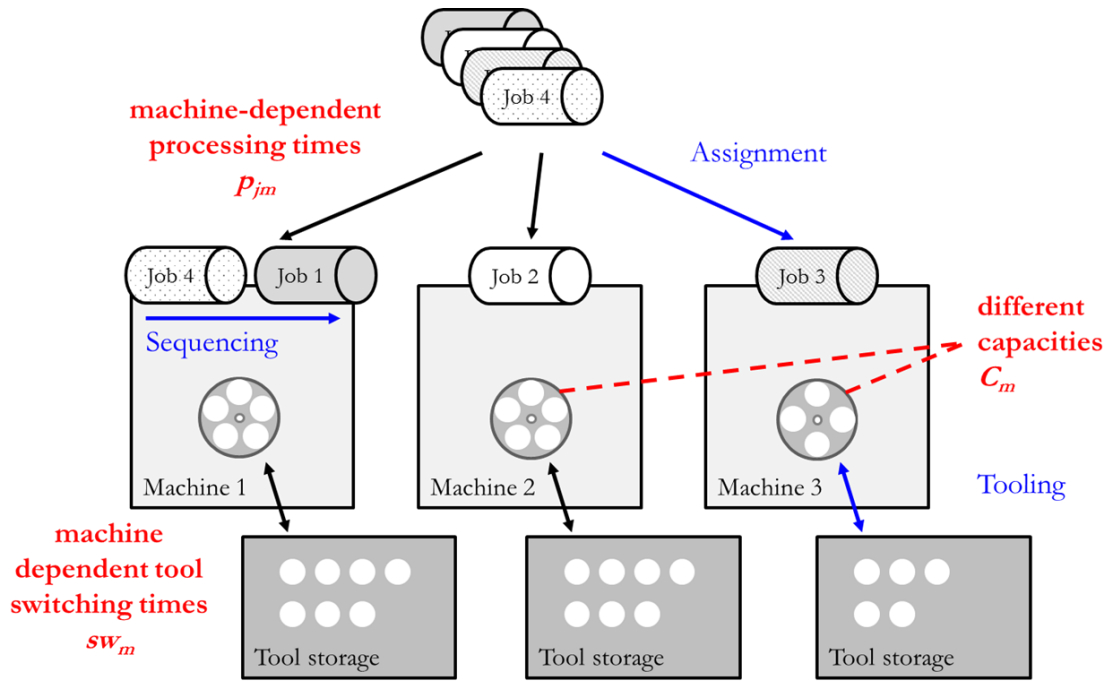 Job 4
machine-dependent
processing times
p_jm
Assignment
Job 4
Job 1
Job 2
Job 3
Sequencing
different
capacities
C_m
Machine 1
Machine 2
Machine 3
Tooling
machine
dependent tool
switching times
sw_m
Tool storage
Tool storage
Tool storage